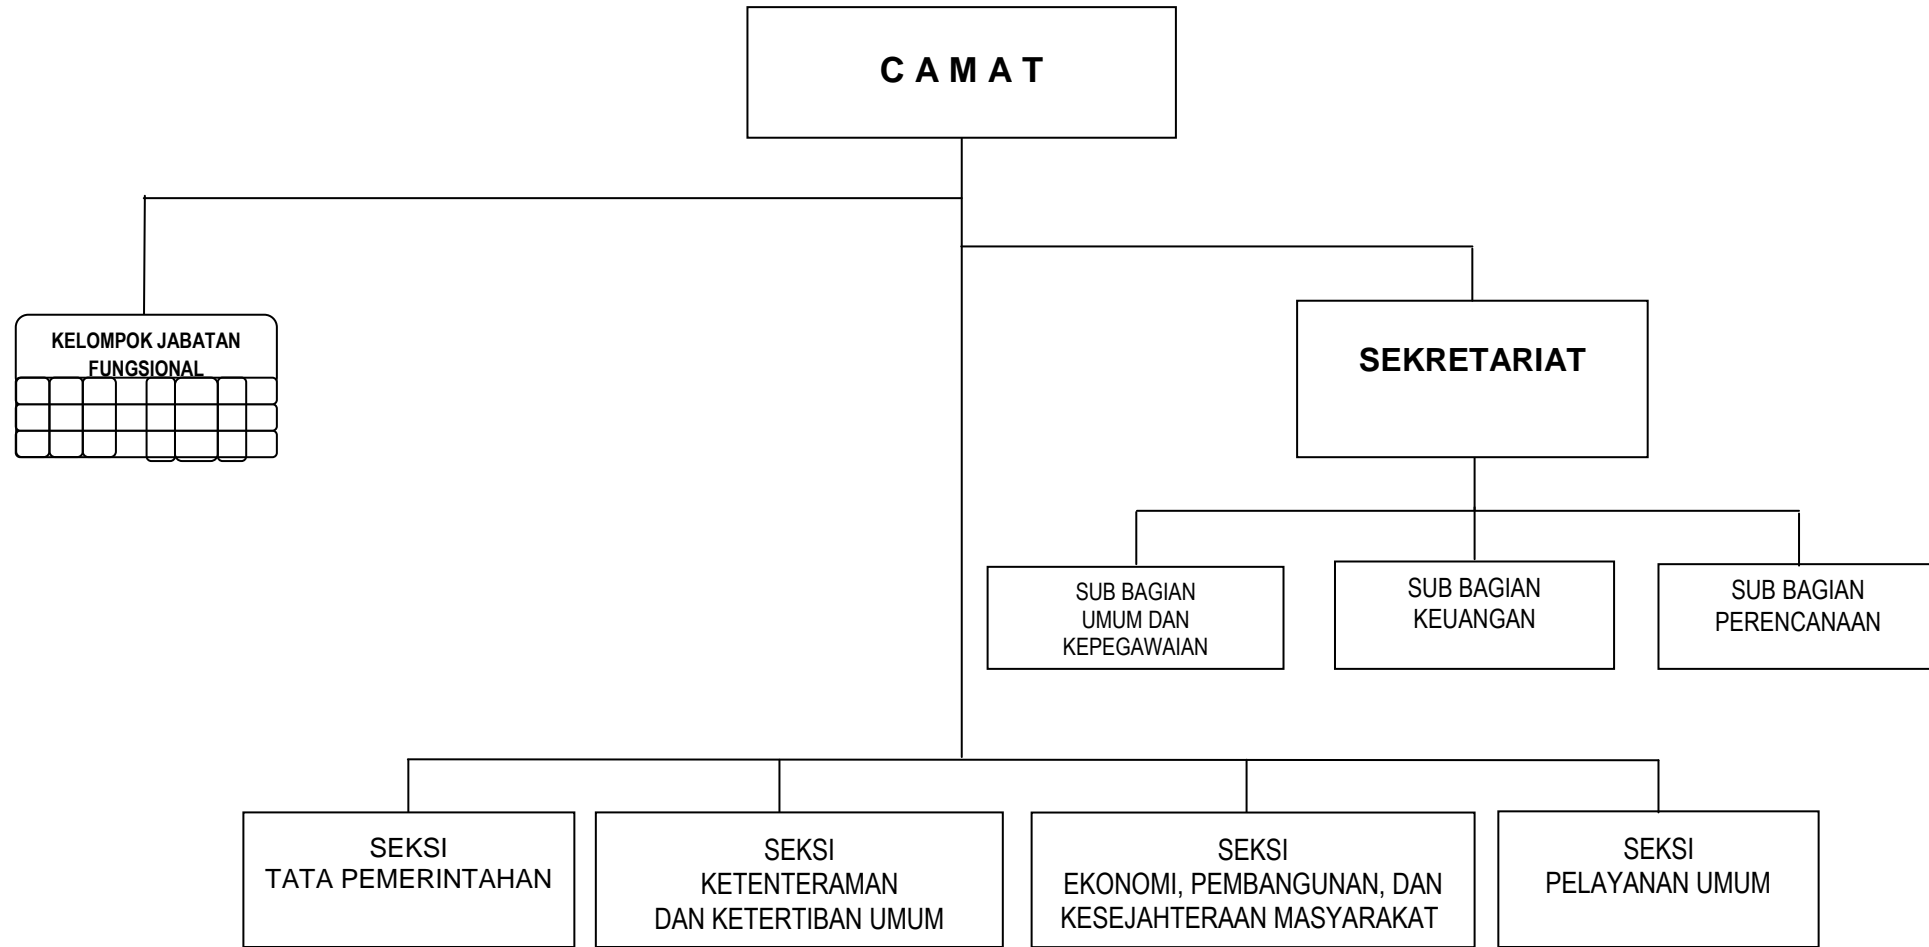 C A M A T
KELOMPOK JABATAN
FUNGSIONAL
SEKRETARIAT
SUB BAGIAN
UMUM DAN
KEPEGAWAIAN
SUB BAGIAN
KEUANGAN
SUB BAGIAN
PERENCANAAN
SEKSI
TATA PEMERINTAHAN
SEKSI
KETENTERAMAN
DAN KETERTIBAN UMUM
SEKSI
EKONOMI, PEMBANGUNAN, DAN
KESEJAHTERAAN MASYARAKAT
SEKSI
PELAYANAN UMUM